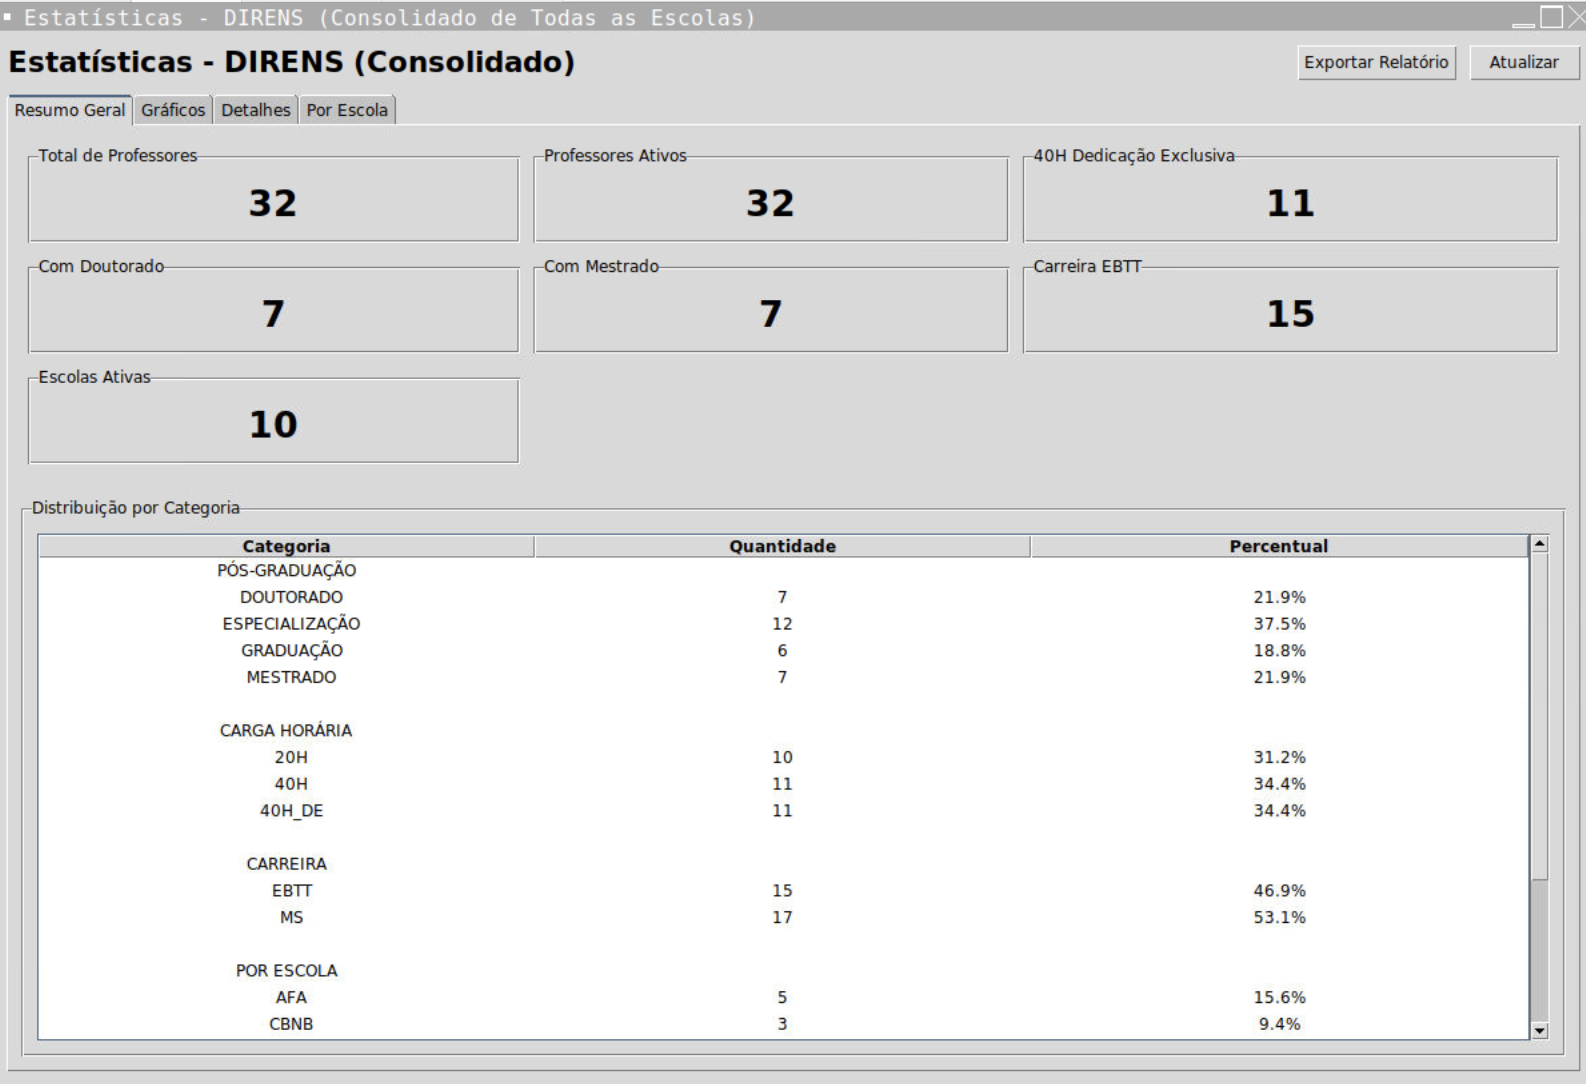 Estatísticas - DIRENS (Consolidado de Todas as Escolas)
Estatísticas - DIRENS (Consolidado)
Exportar Relatório Atualizar
Resumo Geral Gráficos Detalhes Por Escola
Total de Professores Professores Ativos 40H Dedicação Exclusiva
32 32 11
Com Doutorado Com Mestrado Carreira EBTT
7 7 15
Escolas Ativas
10
Distribuição por Categoria
Categoria Quantidade Percentual
PÓS-GRADUAÇÃO
DOUTORADO 7 21.9%
ESPECIALIZAÇÃO 12 37.5%
GRADUAÇÃO 6 18.8%
MESTRADO 7 21.9%
CARGA HORÁRIA
20H 10 31.2%
40H 11 34.4%
40H_DE 11 34.4%
CARREIRA
EBTT 15 46.9%
MS 17 53.1%
POR ESCOLA
AFA 5 15.6%
CBNB 3 9.4%